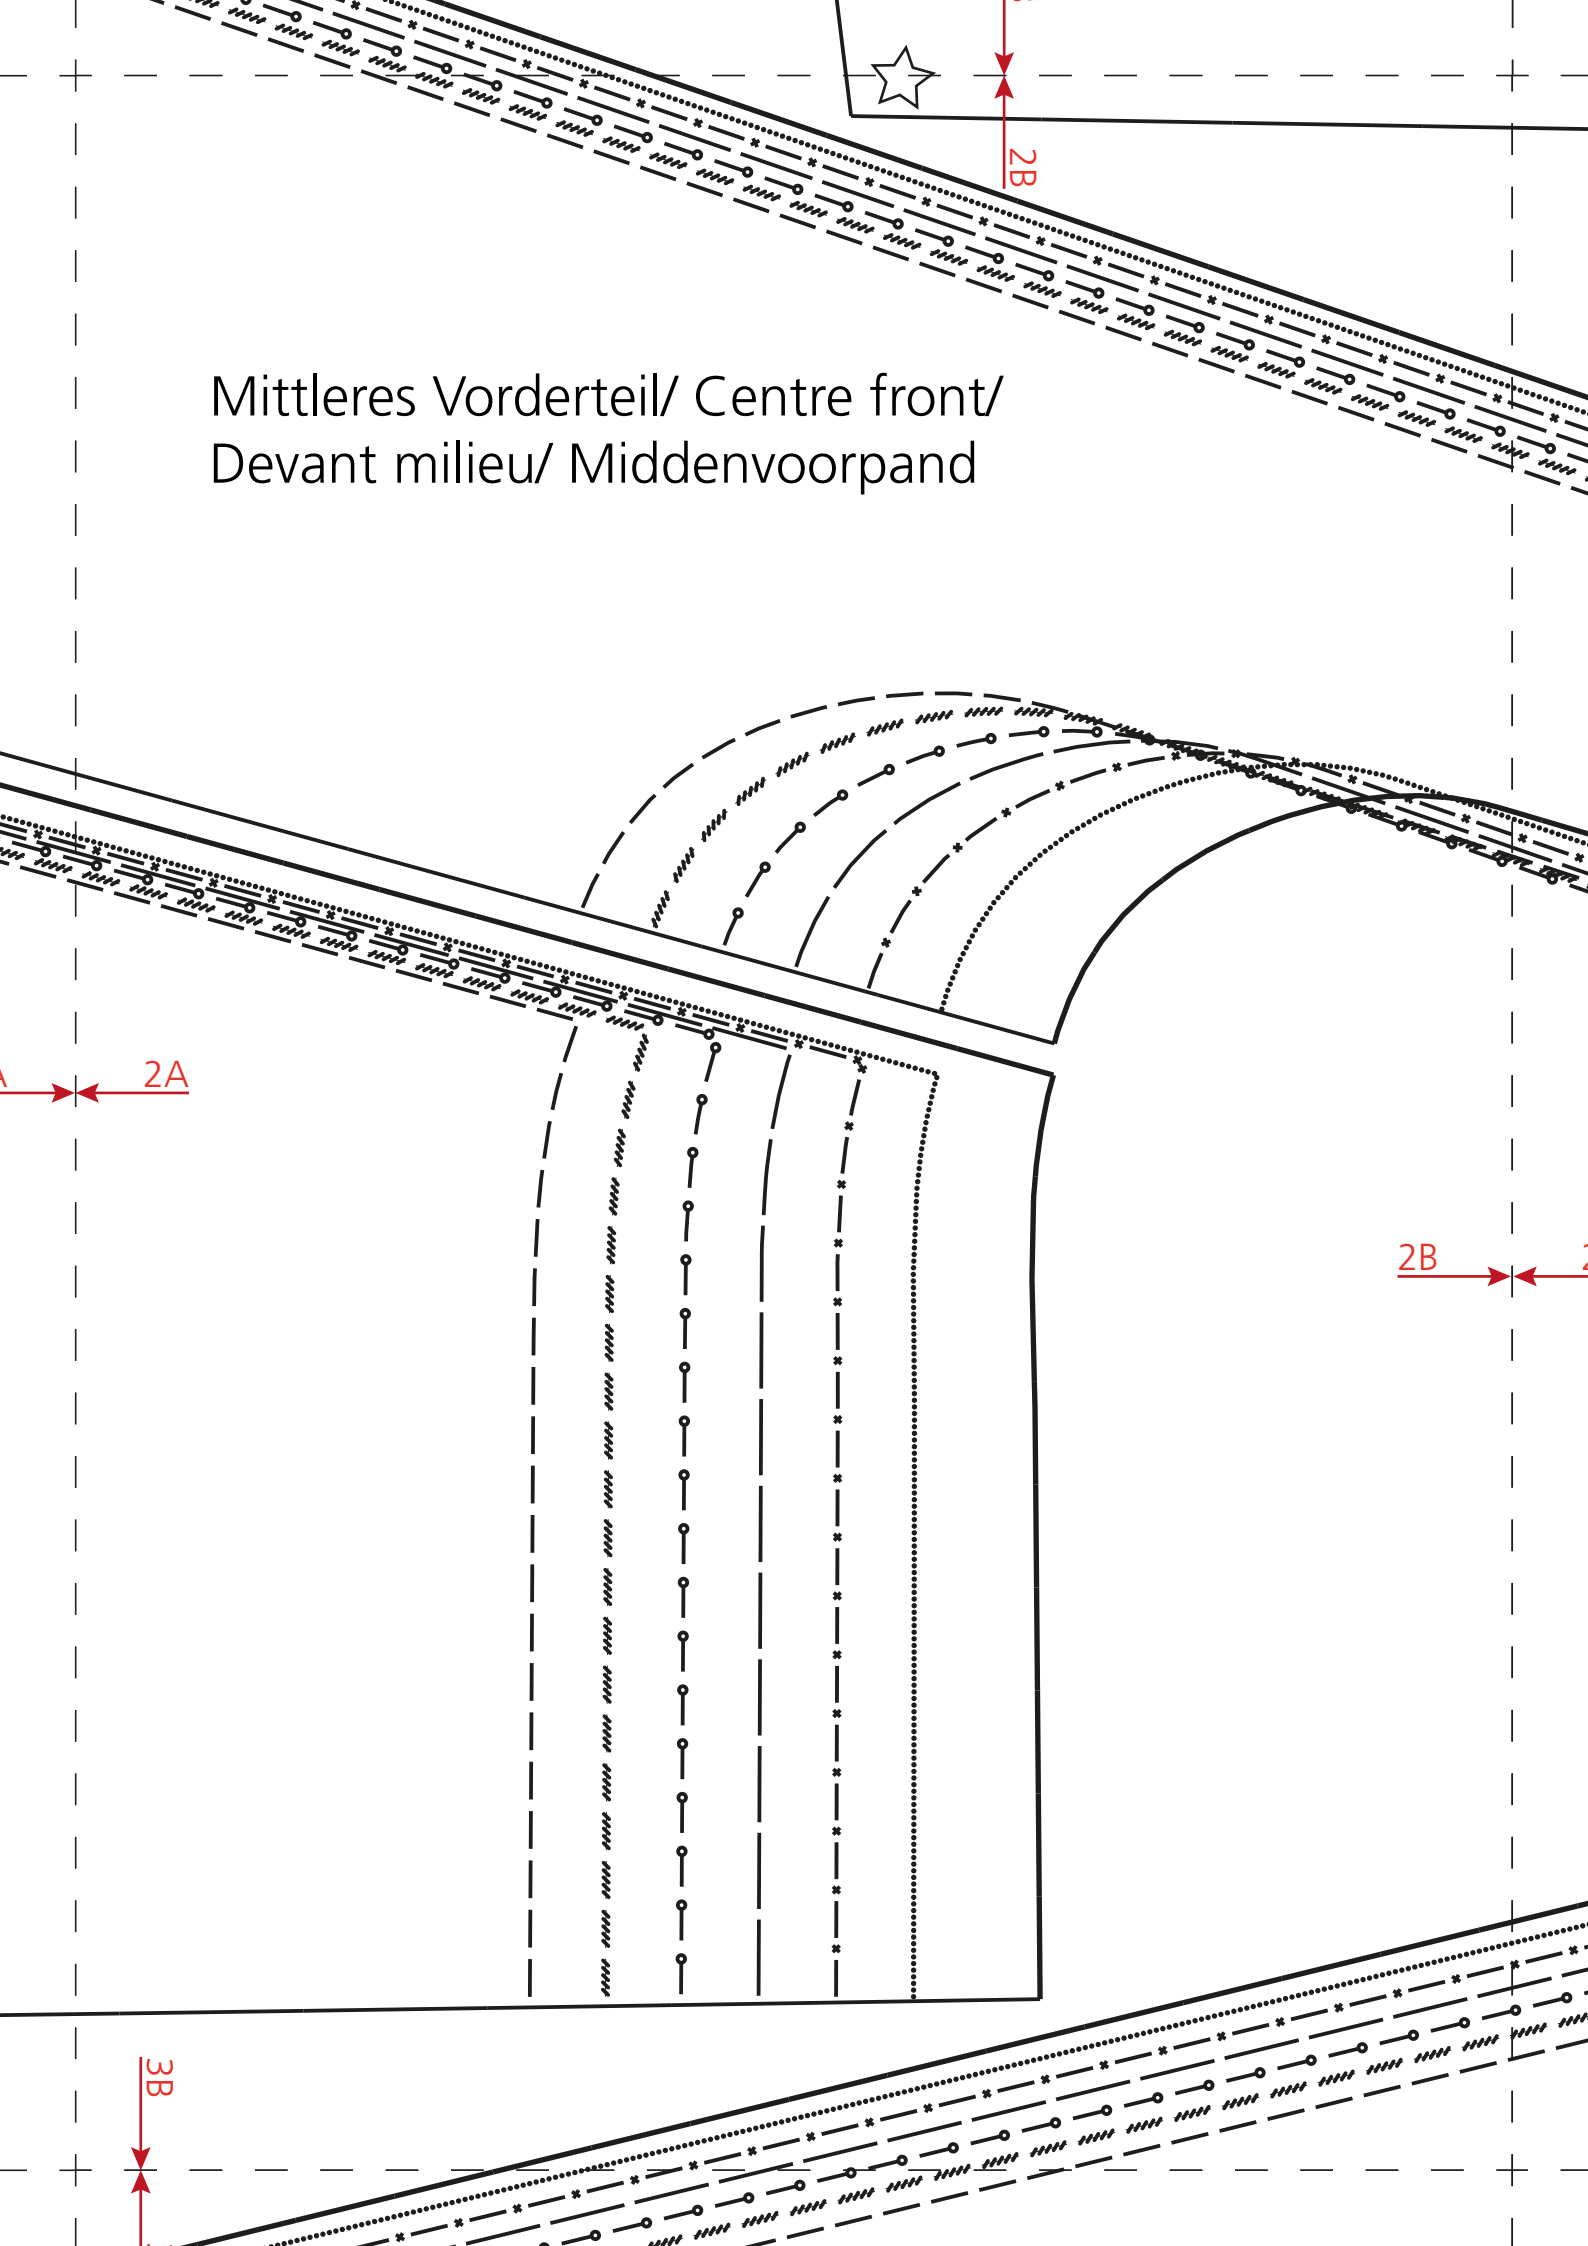 2B
Mittleres Vorderteil/ Centre front/
Devant milieu/ Middenvoorpand
2A
2B
3B